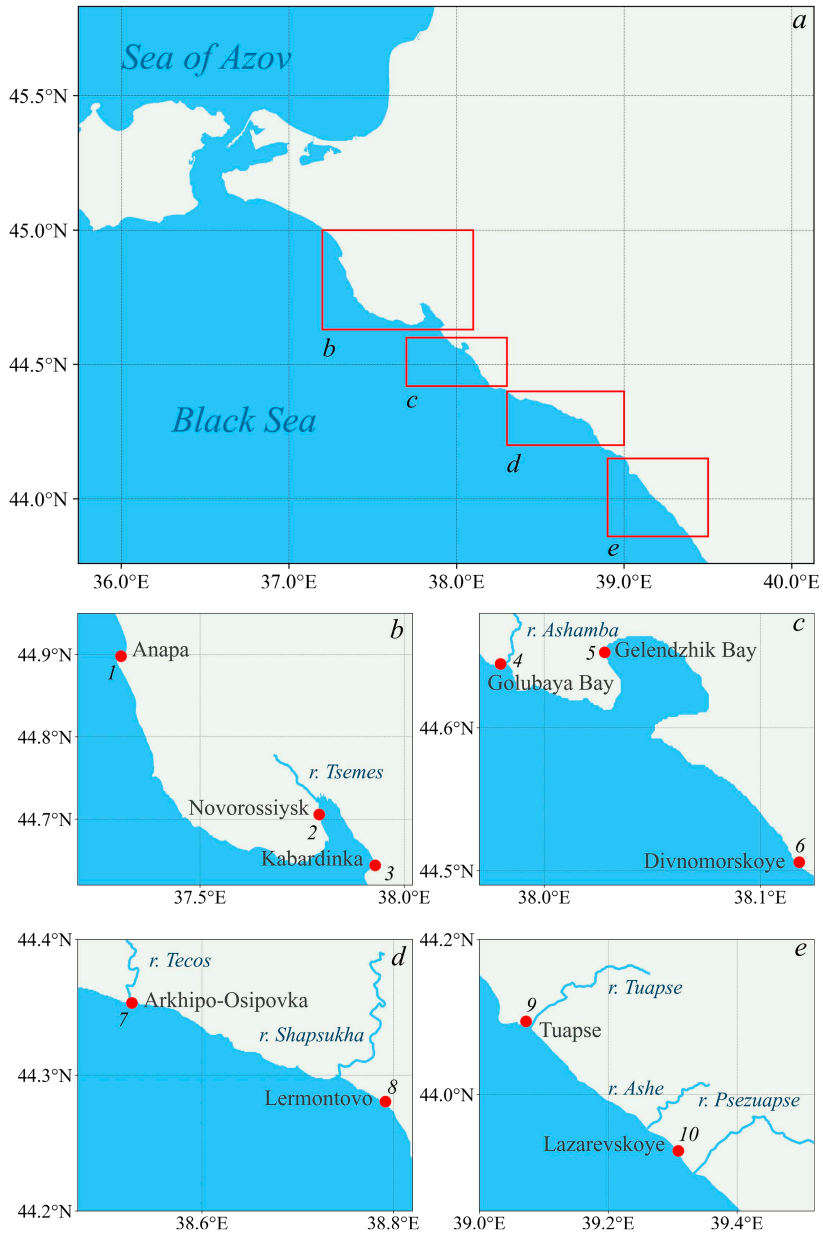 a
Sea of Azov
45.5°N
45.0°N
b
44.5°N
c
Black Sea
d
44.0°N
e
36.0°E 37.0°E 38.0°E 39.0°E 40.0°E
b
44.9°N
Anapa
1
44.8°N
r. Tsemes
Novorossiysk
2
44.7°N
Kabardinka
3
37.5°E 38.0°E
c
r. Ashamba
4
5
Gelendzhik Bay
Golubaya Bay
44.6°N
6
Divnomorskoye
44.5°N
38.0°E 38.1°E
44.4°N
d
r. Tecos
7
Arkhipo-Osipovka
r. Shapsukha
44.3°N
8
Lermontovo
44.2°N
38.6°E 38.8°E
44.2°N
e
9
r. Tuapse
Tuapse
r. Ashe
44.0°N
r. Psezuapse
10
Lazarevskoye
39.0°E 39.2°E 39.4°E